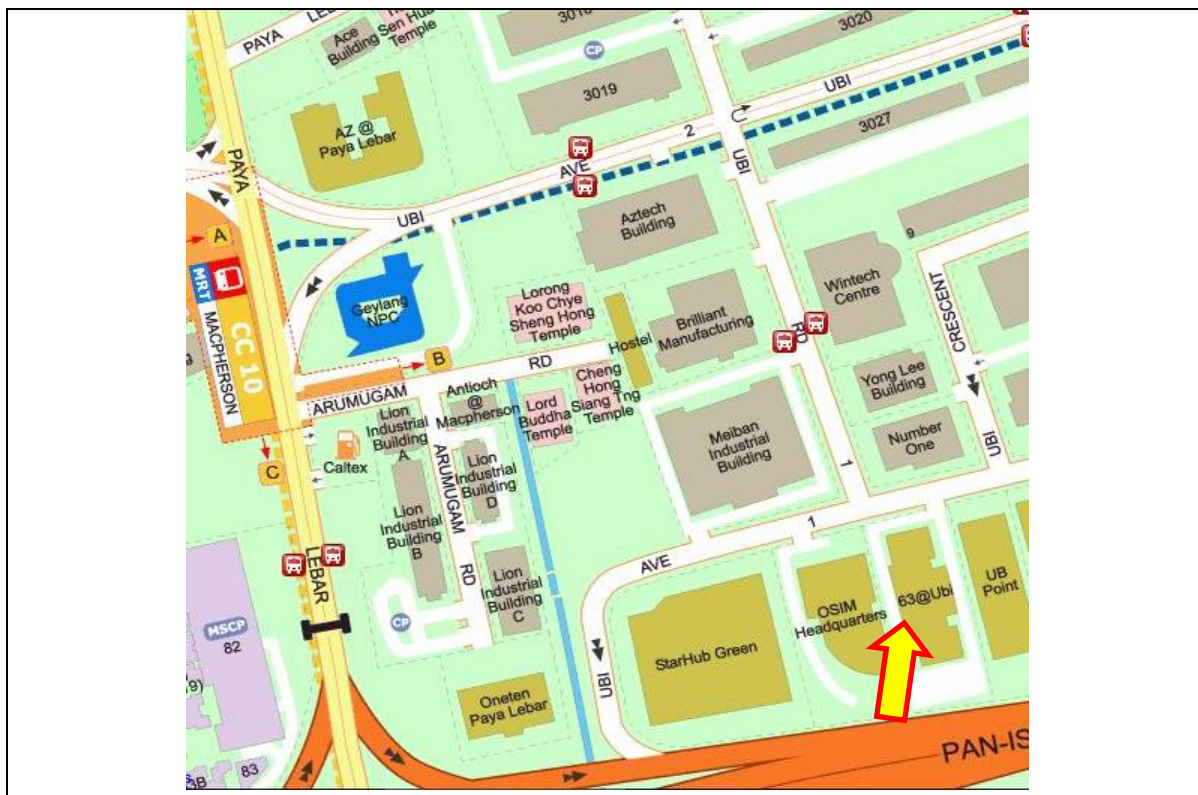 PAYA
LE
Ace
Building
Sen Hua
Temple
3018
CP
3019
3020
UBI
3027
AZ @
Paya Lebar
PAYA
AVE
2
UBI
UBI
Aztech
Building
9
A
MRT
MACPHERSON
CC 10
Geylang
NPC
Lorong
Koo Chye
Sheng Hong
Temple
Hostel
Brilliant
Manufacturing
Wintech
Centre
CRESCENT
RD
B
RD
ARUMUGAM
Antioch
@
Macpherson
Lord
Buddha
Temple
Cheng
Hong
Siang Tng
Temple
Yong Lee
Building
Number
One
UBI
Lion
Industrial
Building
A
Caltex
C
ARUMUGAM
RD
Lion
Industrial
Building
D
Meiban
Industrial
Building
1
1
AVE
UBI
Lion
Industrial
Building
B
Lion
Industrial
Building
C
LEBAR
CP
MSCP
82
9)
OSIM
Headquarters
63@Ubi
UB
Point
StarHub Green
Oneten
Paya Lebar
PAN-IS
83
3B